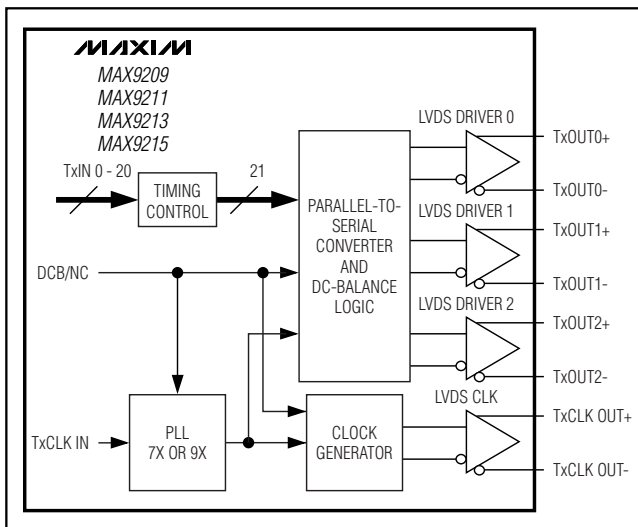 MAXIM
MAX9209
MAX9211
MAX9213
MAX9215
TxIN 0 - 20
TIMING
CONTROL
21
PARALLEL-TO-
SERIAL
CONVERTER
AND
DC-BALANCE
LOGIC
LVDS DRIVER 0
TxOUT0+
TxOUT0-
LVDS DRIVER 1
TxOUT1+
TxOUT1-
DCB/NC
LVDS DRIVER 2
TxOUT2+
TxOUT2-
TxCLK IN
PLL
7X OR 9X
CLOCK
GENERATOR
LVDS CLK
TxCLK OUT+
TxCLK OUT-